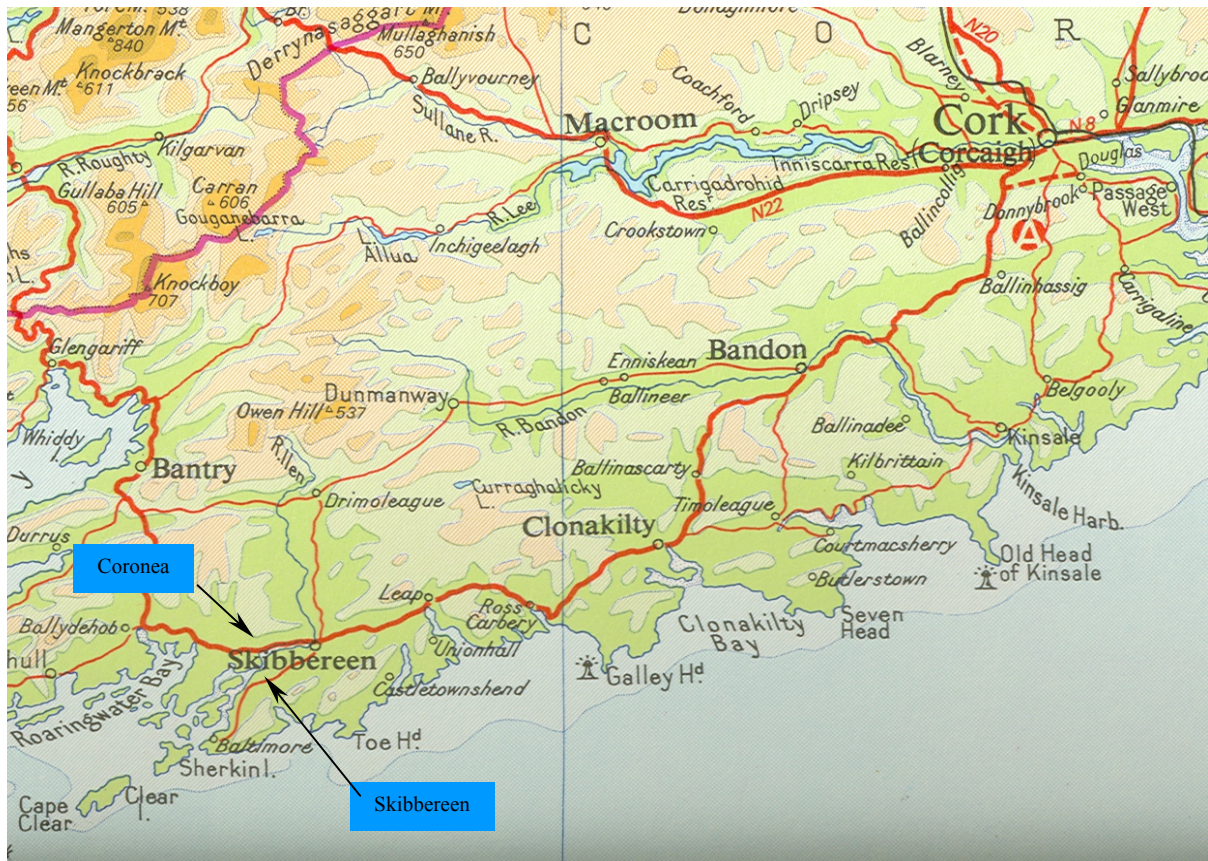 Mangerton Mt.
840
Derrynasaggart Mts.
Mullaghanish
650
C
O
R
N20
Blarney
Knockbrack
611
Ballyvourney
Coachford
Dripsey
Sallybroo
Glanmire
Sullane R.
Macroom
Cork
Corcaigh
N8
R. Roughty
Kilgarvan
Inniscarra Resr.
Douglas
Gullaba Hill
605
Carran
606
Carrigadrohid
Resr.
Ballincollig
Donnybrook
Passage
West
Gouganebarra
L.
R. Lee
N22
L.
Allua
Inchigeelagh
Crookstown
A
Knockboy
707
Ballinhassig
Carrigaline
Glengariff
Enniskean
Bandon
Dunmanway
Ballineer
Belgooly
Owen Hill 537
R. Bandon
Ballinadee
Kinsale
Whiddy
I.
R. Ilen
Bantry
Ballinascarty
Kilbrittain
Drimoleague
Curraghalicky
L.
Timoleague
Kinsale Harb.
Clonakilty
Durrus
Courtmacsherry
Old Head
of Kinsale
Coronea
Butlerstown
Leap
Ross
Carbery
Clonakilty
Bay
Seven
Head
Ballydehob
Skibbereen
Unionhall
hull
Galley Hd.
Castletownshend
Roaringwater Bay
Baltimore
Toe Hd.
Sherkin I.
Clear
I.
Cape
Clear
Skibbereen